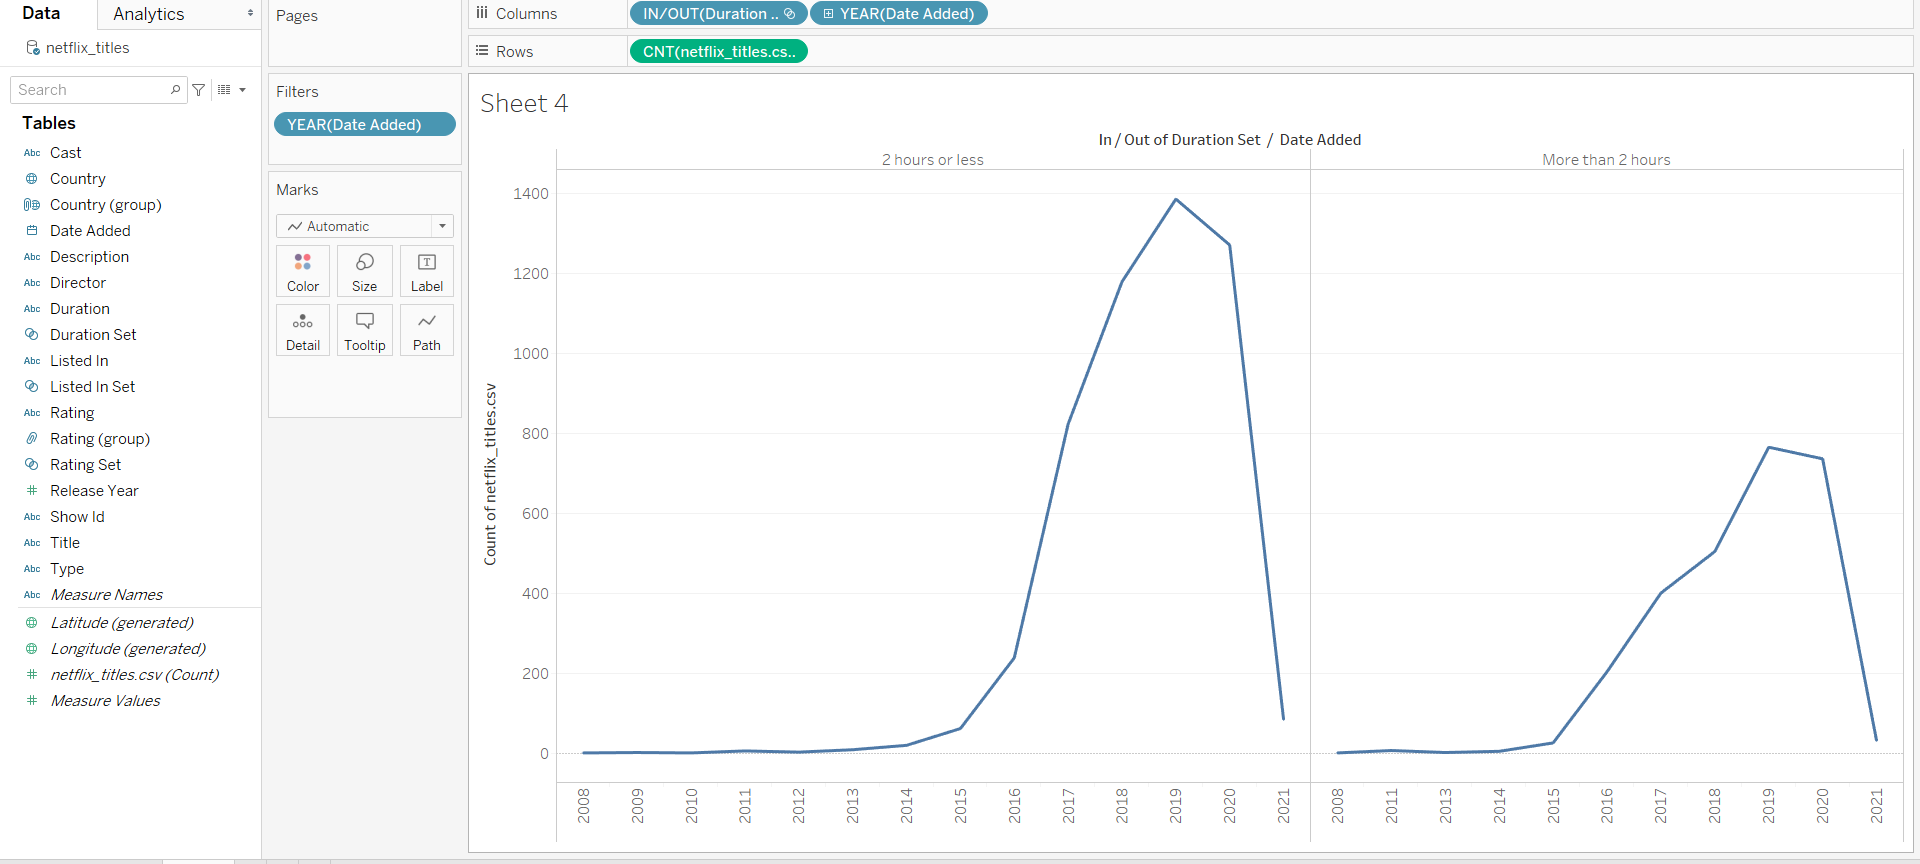 Data
Analytics
netflix_titles
Search
Tables
Abc Cast
Country
Country (group)
Date Added
Abc Description
Abc Director
Abc Duration
Duration Set
Abc Listed In
Listed In Set
Abc Rating
Rating (group)
Rating Set
# Release Year
Abc Show Id
Abc Title
Abc Type
Abc Measure Names
Latitude (generated)
Longitude (generated)
# netflix_titles.csv (Count)
# Measure Values
Pages
Filters
YEAR(Date Added)
Marks
Automatic
Color Size Label
Detail Tooltip Path
Columns IN/OUT(Duration .. YEAR(Date Added)
Rows CNT(netflix_titles.cs..
Sheet 4
In / Out of Duration Set / Date Added
2 hours or less More than 2 hours
Count of netflix_titles.csv
1400
1200
1000
800
600
400
200
0
2008 2009 2010 2011 2012 2013 2014 2015 2016 2017 2018 2019 2020 2021 2008 2011 2013 2014 2015 2016 2017 2018 2019 2020 2021